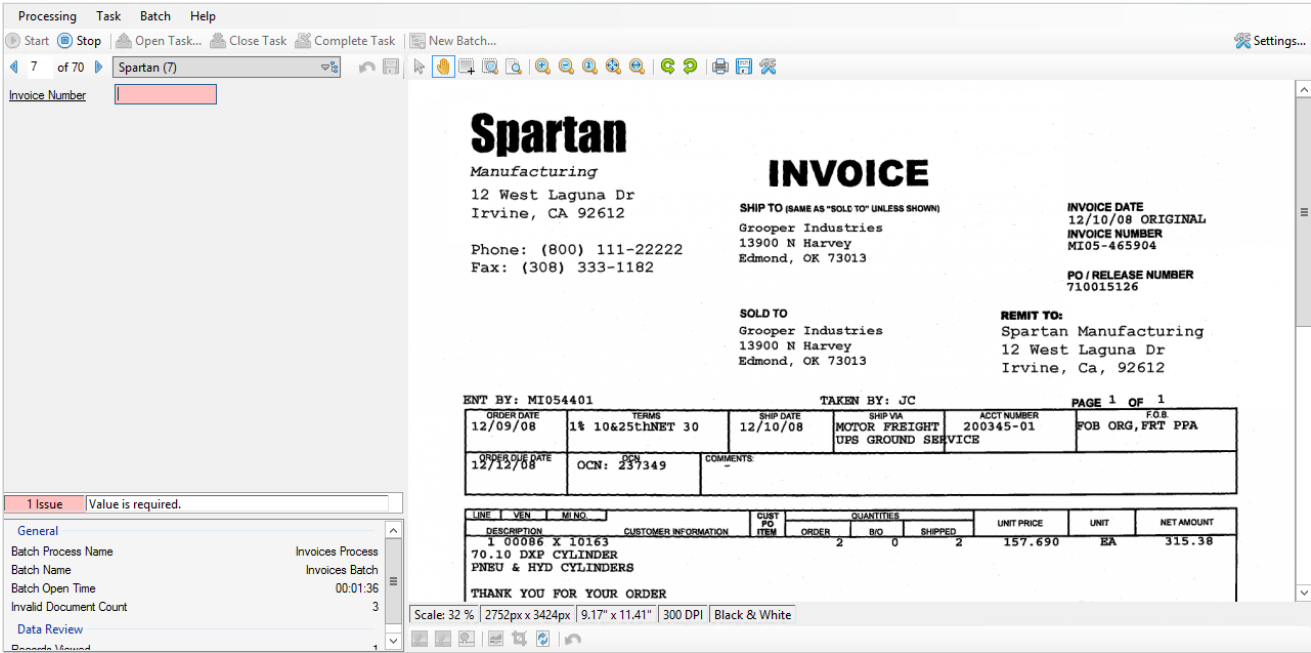 Processing Task Batch Help
Start Stop Open Task... Close Task Complete Task New Batch... Settings...
7 of 70 Spartan (7)
Invoice Number
1 Issue Value is required.
General
Batch Process Name Invoices Process
Batch Name Invoices Batch
Batch Open Time 00:01:36
Invalid Document Count 3
Data Review
Records Viewed 1
Spartan
Manufacturing
12 West Laguna Dr
Irvine, CA 92612
Phone: (800) 111-22222
Fax: (308) 333-1182
INVOICE
SHIP TO (SAME AS "SOLD TO" UNLESS SHOWN)
Grooper Industries
13900 N Harvey
Edmond, OK 73013
INVOICE DATE
12/10/08 ORIGINAL
INVOICE NUMBER
MI05-465904
PO / RELEASE NUMBER
710015126
SOLD TO
Grooper Industries
13900 N Harvey
Edmond, OK 73013
REMIT TO:
Spartan Manufacturing
12 West Laguna Dr
Irvine, Ca, 92612
ENT BY: MI054401 TAKEN BY: JC PAGE 1 OF 1
ORDER DATE TERMS SHIP DATE SHIP VIA ACCT NUMBER F.O.B.
12/09/08 1% 10&25thNET 30 12/10/08 MOTOR FREIGHT 200345-01 FOB ORG,FRT PPA
UPS GROUND SERVICE
ORDER DUE DATE OCN COMMENTS:
12/12/08 OCN: 237349
LINE VEN MI NO. CUST PO ITEM QUANTITIES UNIT PRICE UNIT NET AMOUNT
DESCRIPTION CUSTOMER INFORMATION ORDER B/O SHIPPED
1 00086 X 10163 2 0 2 157.690 EA 315.38
70.10 DXP CYLINDER
PNEU & HYD CYLINDERS
THANK YOU FOR YOUR ORDER
Scale: 32 % 2752px x 3424px 9.17" x 11.41" 300 DPI Black & White